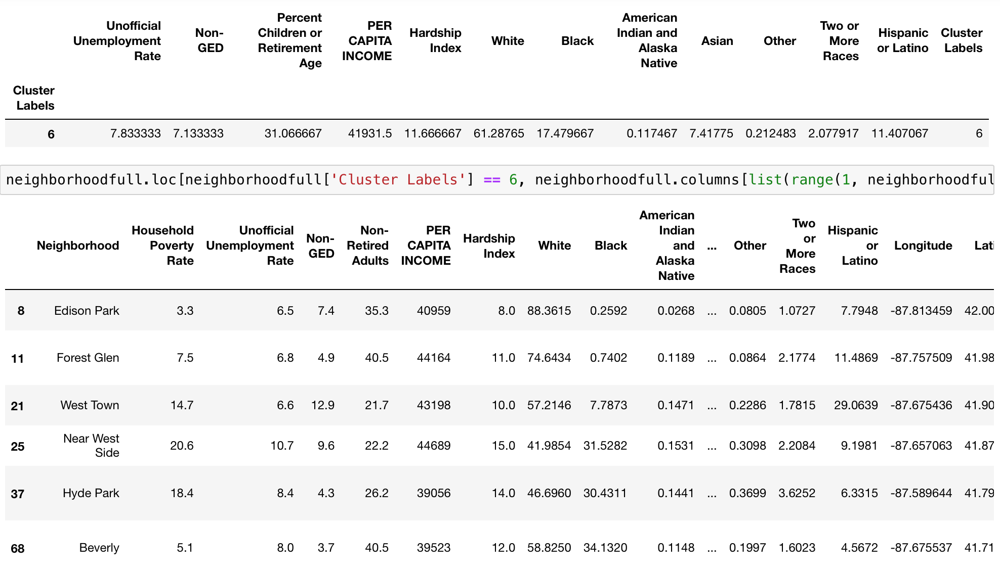 Unofficial Unemployment Rate Non-GED Percent Children or Retirement Age PER CAPITA INCOME Hardship Index White Black American Indian and Alaska Native Asian Other Two or More Races Hispanic or Latino Cluster Labels
Cluster Labels
6 7.833333 7.133333 31.066667 41931.5 11.666667 61.28765 17.479667 0.117467 7.41775 0.212483 2.077917 11.407067 6
neighborhoodfull.loc[neighborhoodfull['Cluster Labels'] == 6, neighborhoodfull.columns[list(range(1, neighborhoodful
Neighborhood Household Poverty Rate Unofficial Unemployment Rate Non-GED Non-Retired Adults PER CAPITA INCOME Hardship Index White Black American Indian and Alaska Native ... Other Two or More Races Hispanic or Latino Longitude Lati
8 Edison Park 3.3 6.5 7.4 35.3 40959 8.0 88.3615 0.2592 0.0268 ... 0.0805 1.0727 7.7948 -87.813459 42.00
11 Forest Glen 7.5 6.8 4.9 40.5 44164 11.0 74.6434 0.7402 0.1189 ... 0.0864 2.1774 11.4869 -87.757509 41.98
21 West Town 14.7 6.6 12.9 21.7 43198 10.0 57.2146 7.7873 0.1471 ... 0.2286 1.7815 29.0639 -87.675436 41.90
25 Near West Side 20.6 10.7 9.6 22.2 44689 15.0 41.9854 31.5282 0.1531 ... 0.3098 2.2084 9.1981 -87.657063 41.87
37 Hyde Park 18.4 8.4 4.3 26.2 39056 14.0 46.6960 30.4311 0.1441 ... 0.3699 3.6252 6.3315 -87.589644 41.79
68 Beverly 5.1 8.0 3.7 40.5 39523 12.0 58.8250 34.1320 0.1148 ... 0.1997 1.6023 4.5672 -87.675537 41.71